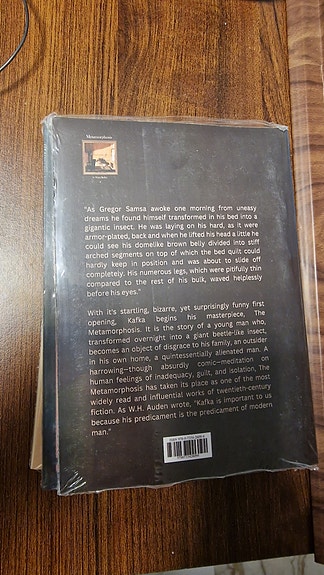 Metamorphosis
"As Gregor Samsa awoke one morning from uneasy
dreams he found himself transformed in his bed into a
gigantic insect. He was laying on his hard, as it were
armor-plated, back and when he lifted his head a little he
could see his domelike brown belly divided into stiff
arched segments on top of which the bed quilt could
hardly keep in position and was about to slide off
completely. His numerous legs, which were pitifully thin
compared to the rest of his bulk, waved helplessly
before his eyes."
With it's startling, bizarre, yet surprisingly funny first
opening, Kafka begins his masterpiece, The
Metamorphosis. It is the story of a young man who,
transformed overnight into a giant beetle-like insect,
becomes an object of disgrace to his family, an outsider
in his own home, a quintessentially alienated man. A
harrowing—though absurdly comic—meditation on
human feelings of inadequacy, guilt, and isolation, The
Metamorphosis has taken its place as one of the most
widely read and influential works of twentieth-century
fiction. As W.H. Auden wrote, "Kafka is important to us
because his predicament is the predicament of modern
man."
ISBN